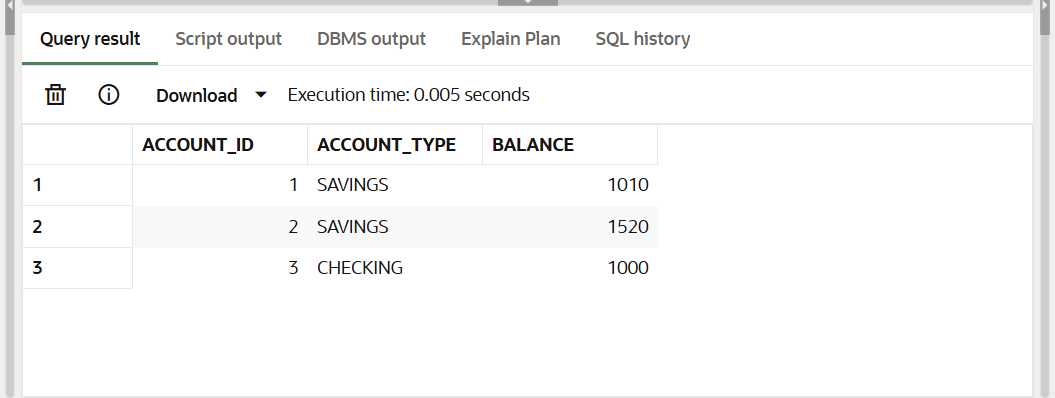 Query result Script output DBMS output Explain Plan SQL history
Download Execution time: 0.005 seconds
ACCOUNT_ID ACCOUNT_TYPE BALANCE
1 1 SAVINGS 1010
2 2 SAVINGS 1520
3 3 CHECKING 1000